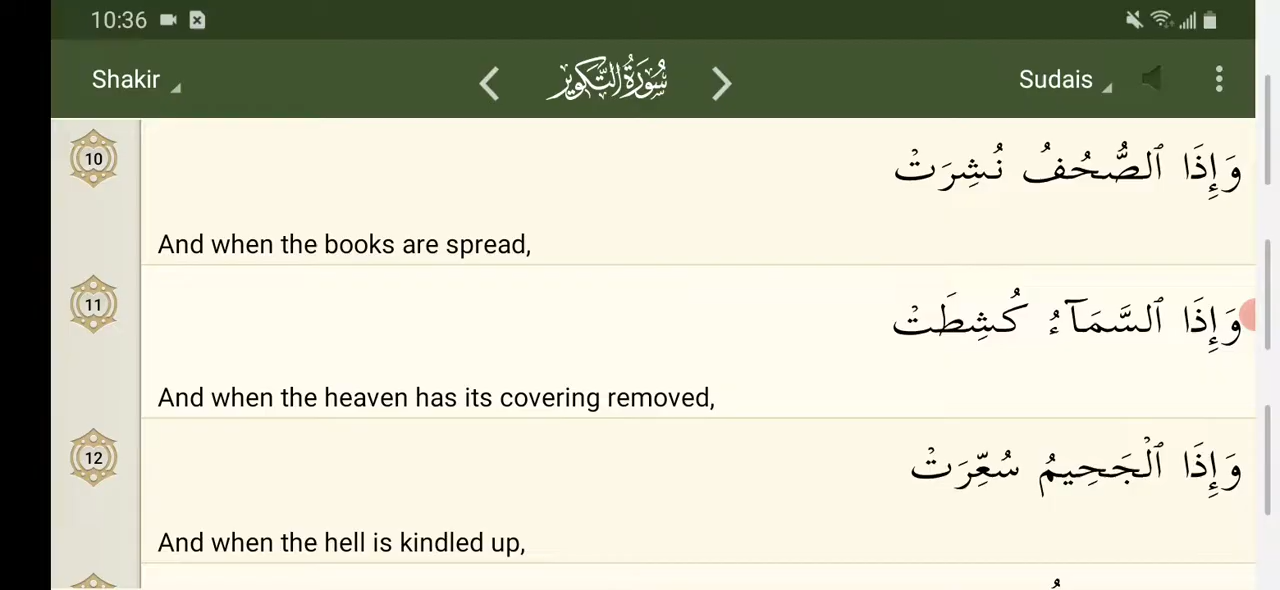 10:36
Shakir
سُورَةُ التَّكْوِيرِ
Sudais
10
وَإِذَا ٱلصُّحُفُ نُشِرَتْ
And when the books are spread,
11
وَإِذَا ٱلسَّمَآءُ كُشِطَتْ
And when the heaven has its covering removed,
12
وَإِذَا ٱلْجَحِيمُ سُعِّرَتْ
And when the hell is kindled up,